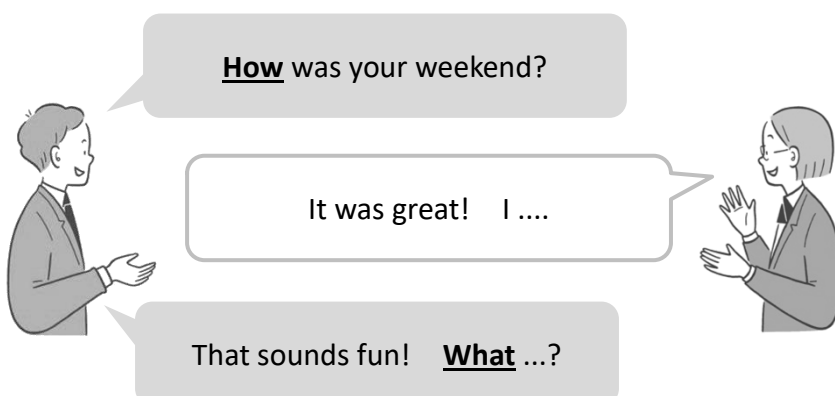 How was your weekend?
It was great! I ....
That sounds fun! What ...?